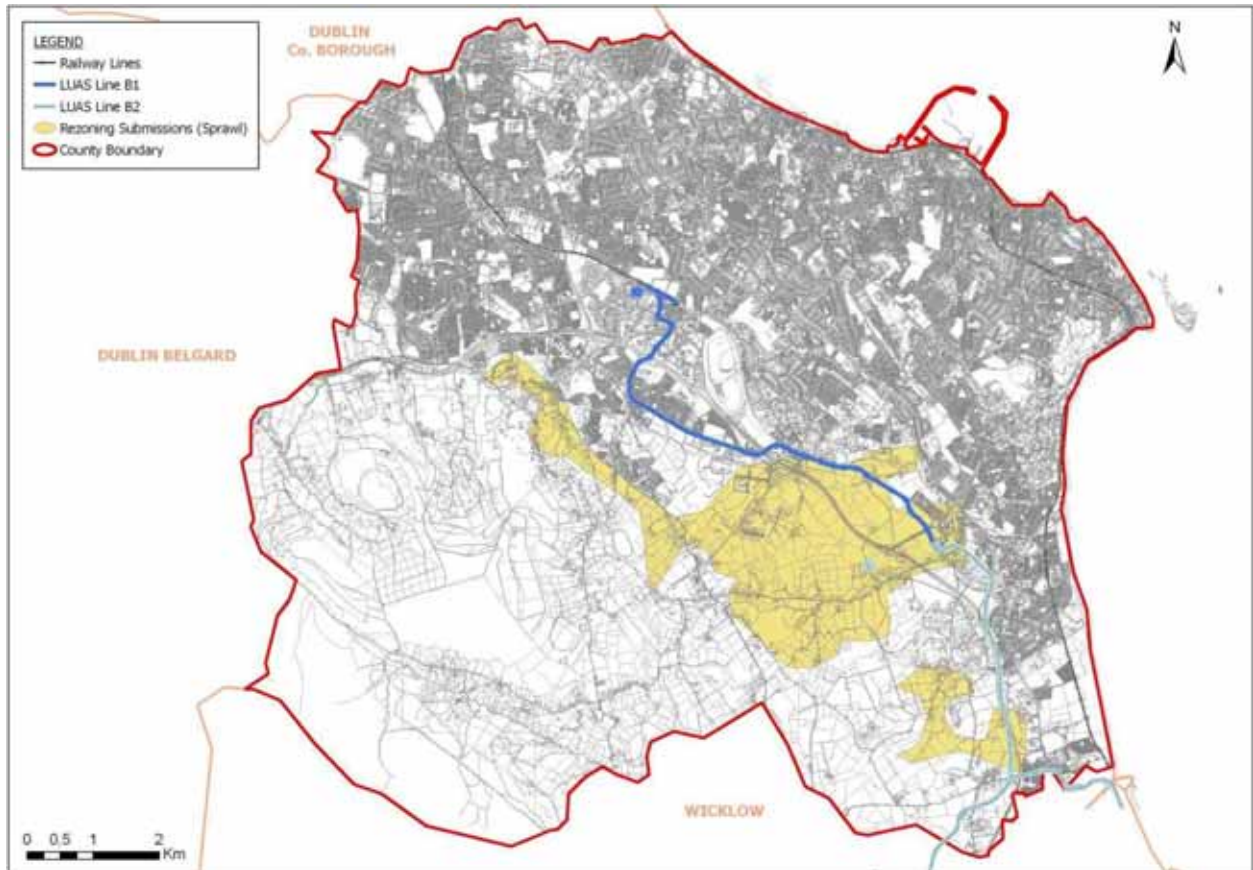 DUBLIN
Co. BOROUGH
N
LEGEND
Railway Lines
LUAS Line B1
LUAS Line B2
Rezoning Submissions (Sprawl)
County Boundary
DUBLIN BELGARD
WICKLOW
0 0,5 1 2
Km